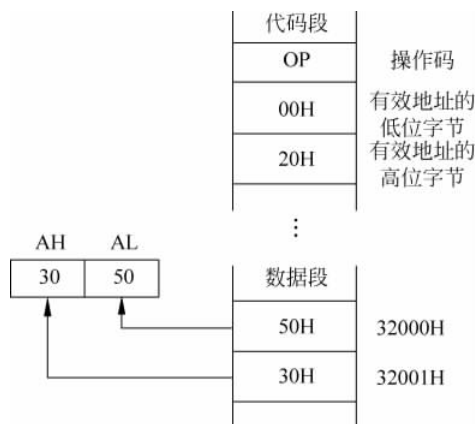 代码段
OP 操作码
00H 有效地址的
低位字节
20H 有效地址的
高位字节
⋮
AH AL
30 50 数据段
50H 32000H
30H 32001H